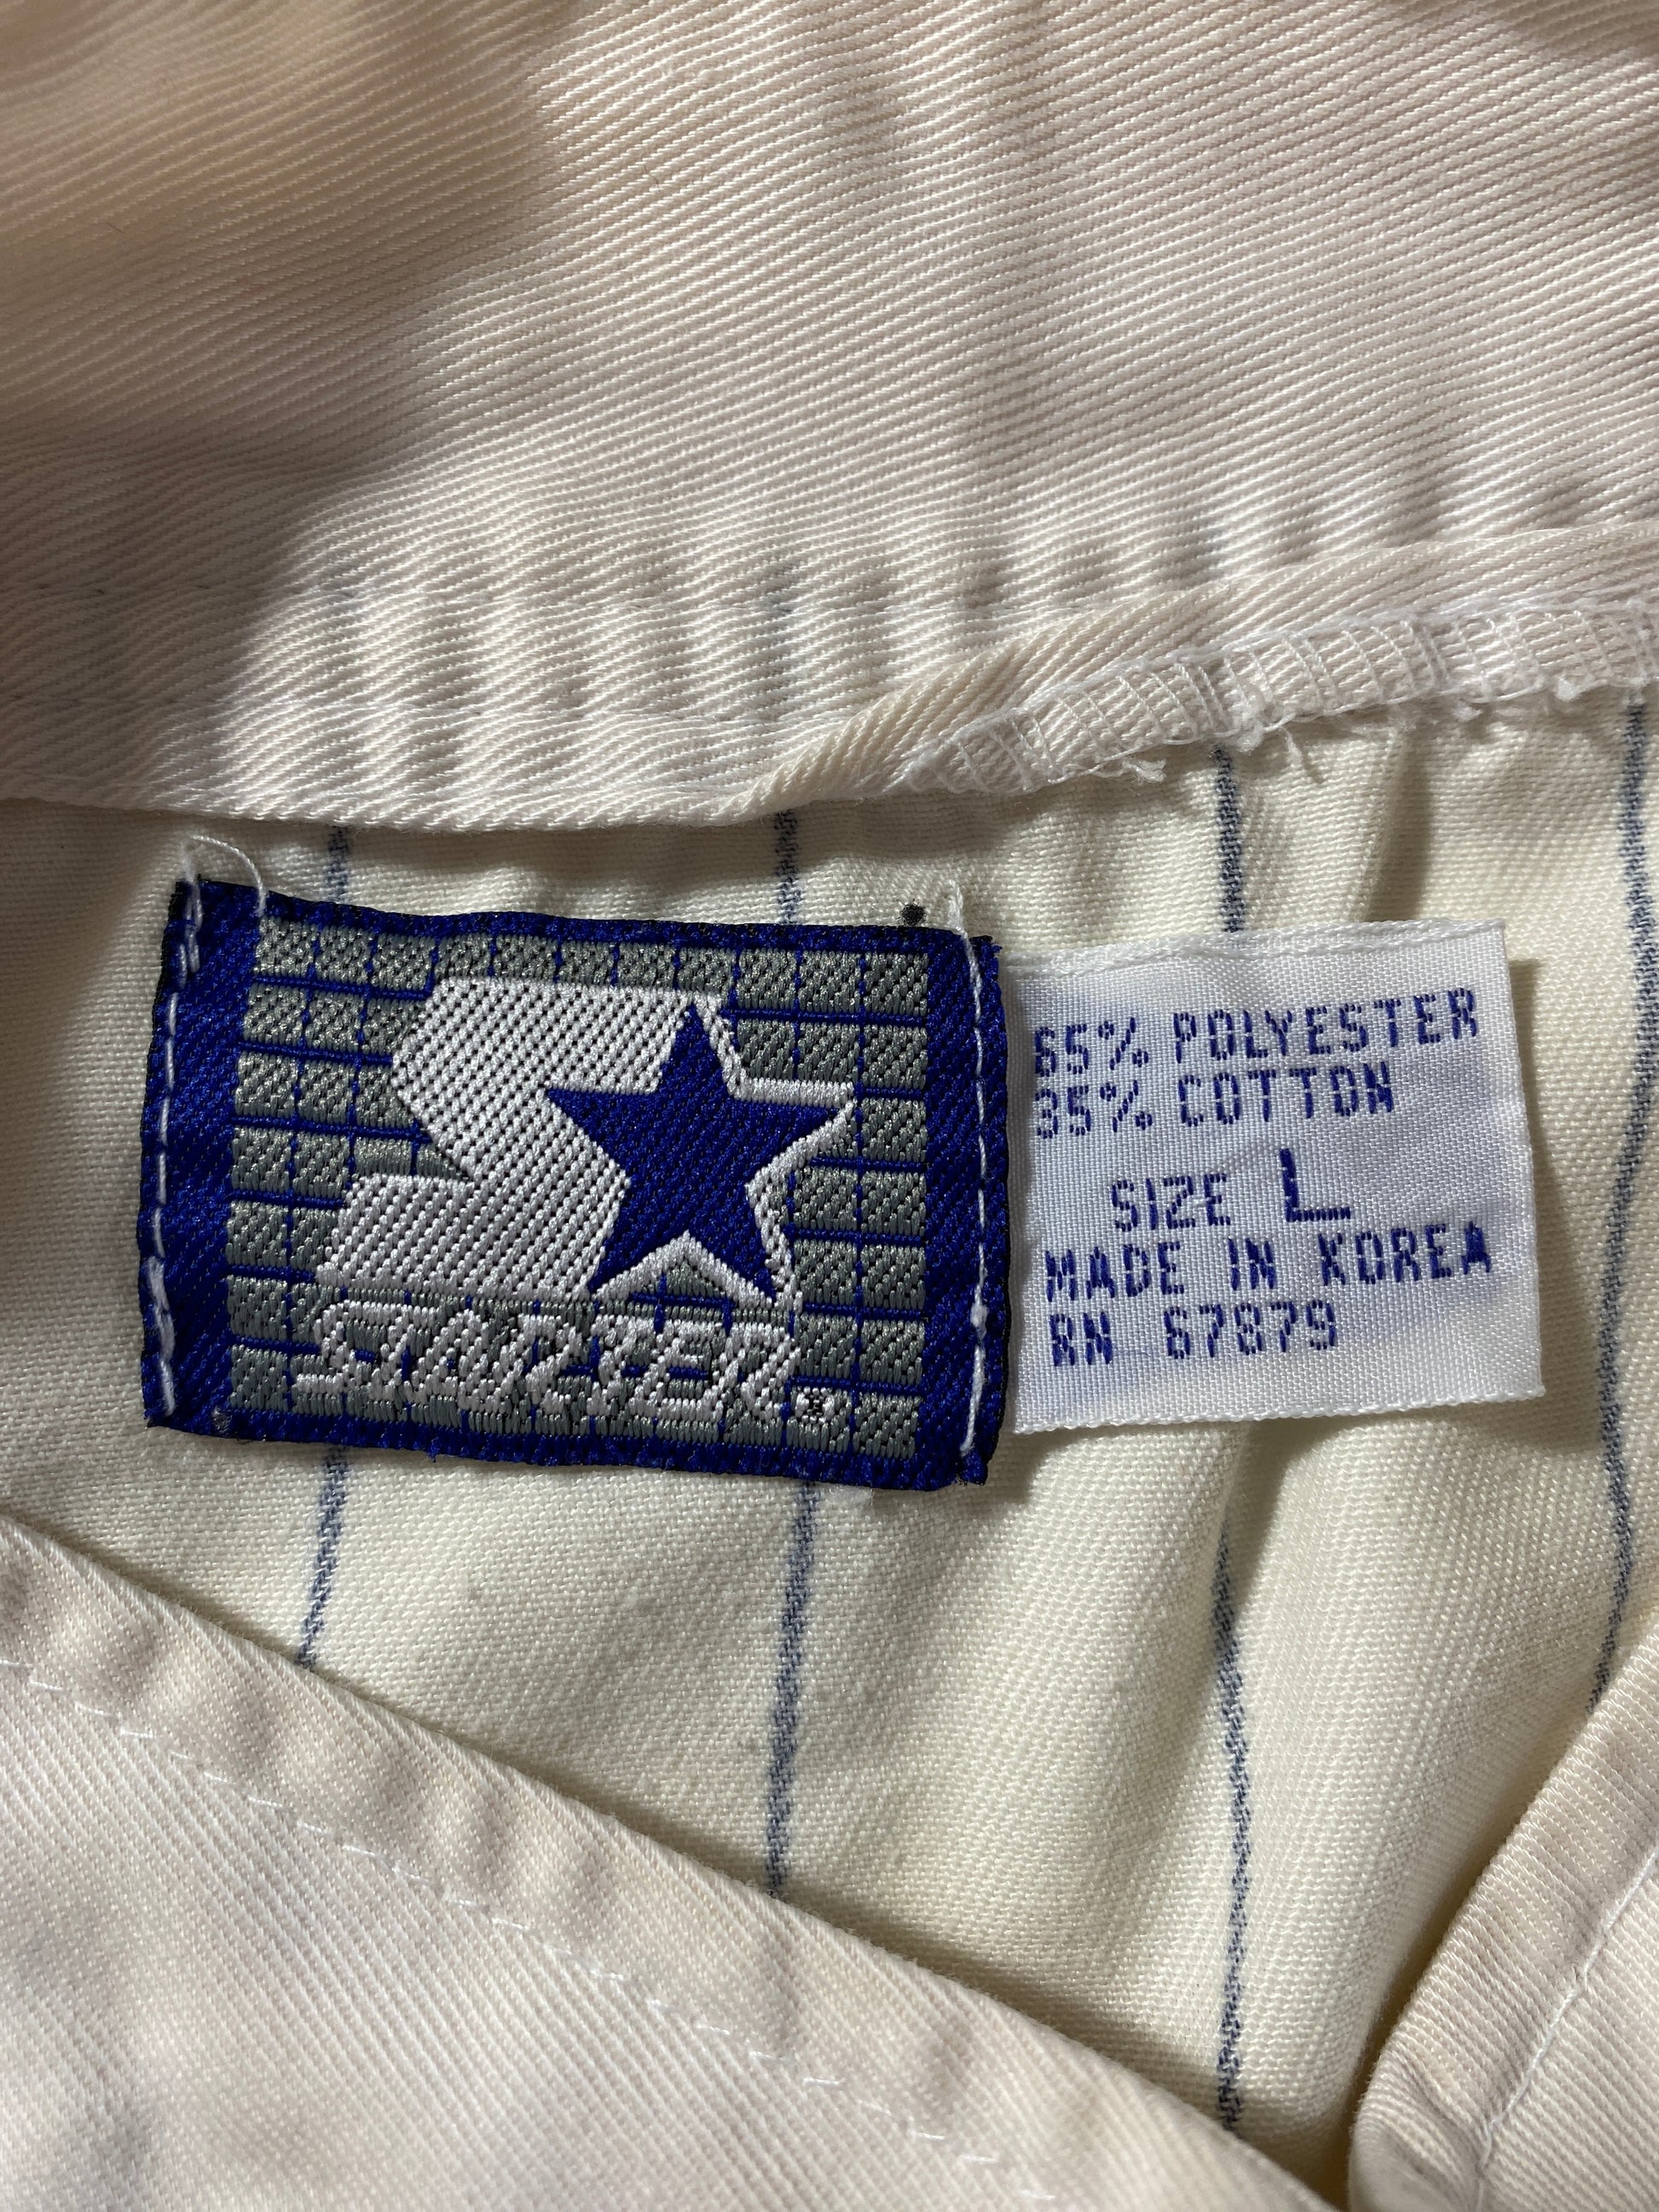 STARTER®
65% POLYESTER
35% COTTON
SIZE L
MADE IN KOREA
RN 67879